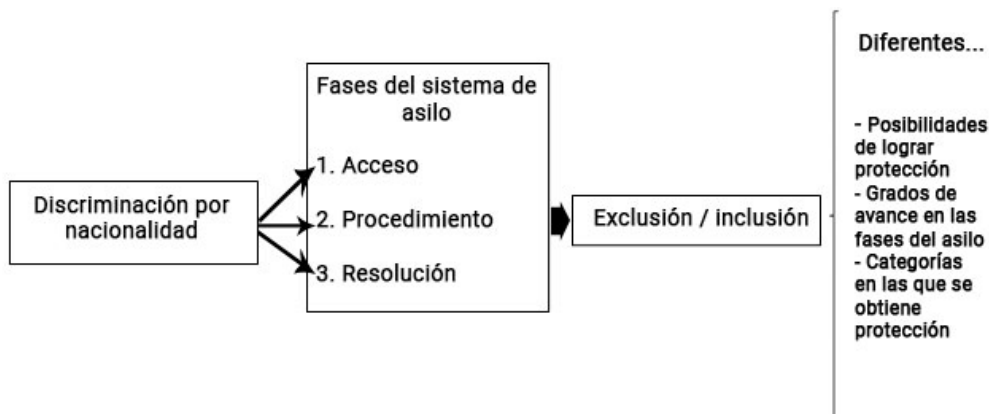 Discriminación por
nacionalidad
Fases del sistema de
asilo
1. Acceso
2. Procedimiento
3. Resolución
Exclusión / inclusión
Diferentes...
- Posibilidades
de lograr
protección
- Grados de
avance en las
fases del asilo
- Categorías
en las que se
obtiene
protección